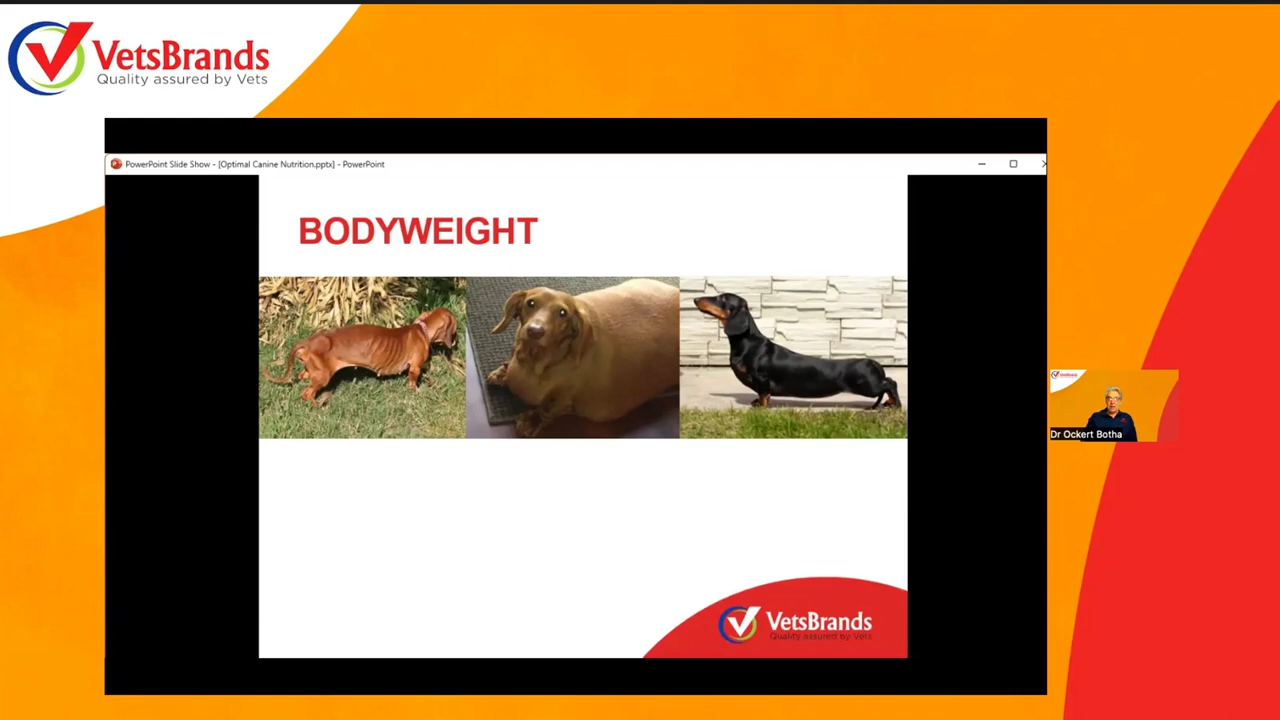 VetsBrands
Quality assured by Vets
PowerPoint Slide Show - [Optimal Canine Nutrition.pptx] - PowerPoint
BODYWEIGHT
Dr Ockert Botha
VetsBrands
Quality assured by Vets